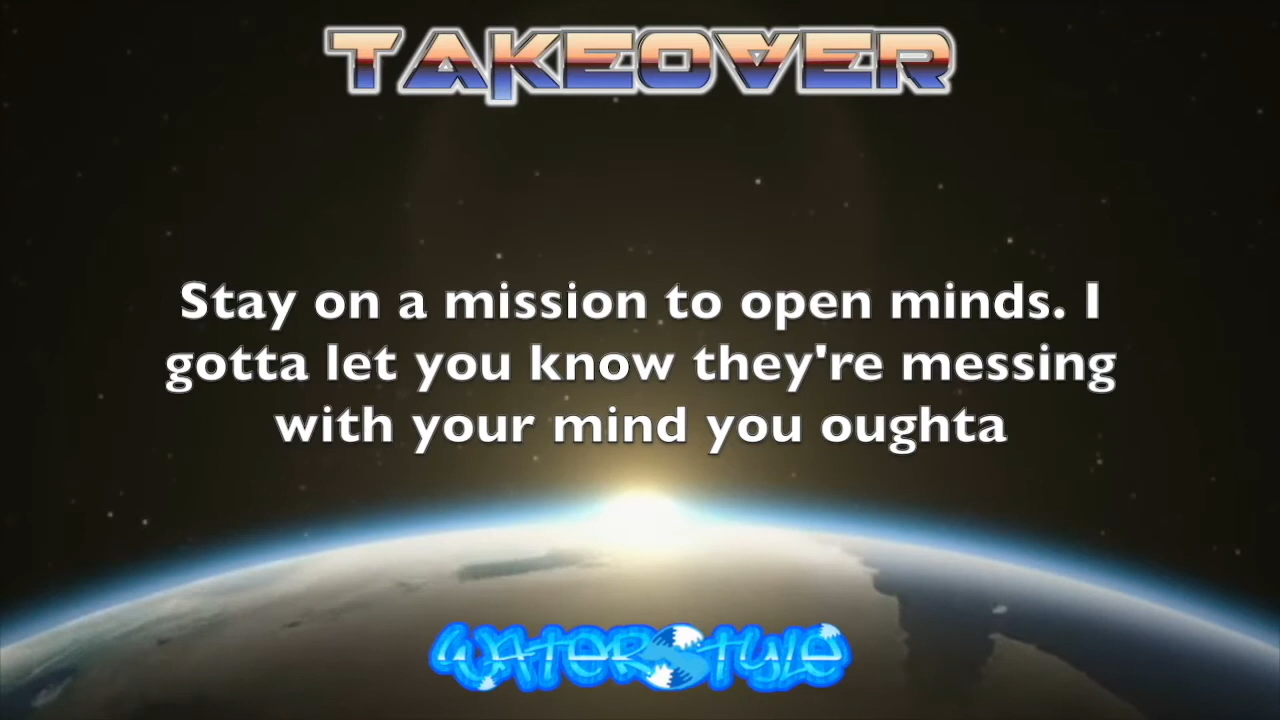 TAKEOVER
Stay on a mission to open minds. I
gotta let you know they're messing
with your mind you oughta
WATERSTYLE